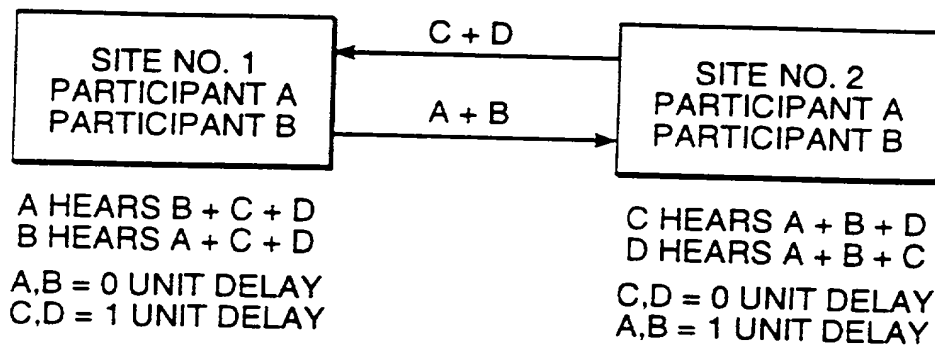 SITE NO. 1
PARTICIPANT A
PARTICIPANT B
C + D
A + B
SITE NO. 2
PARTICIPANT A
PARTICIPANT B
A HEARS B + C + D
B HEARS A + C + D
A,B = 0 UNIT DELAY
C,D = 1 UNIT DELAY
C HEARS A + B + D
D HEARS A + B + C
C,D = 0 UNIT DELAY
A,B = 1 UNIT DELAY